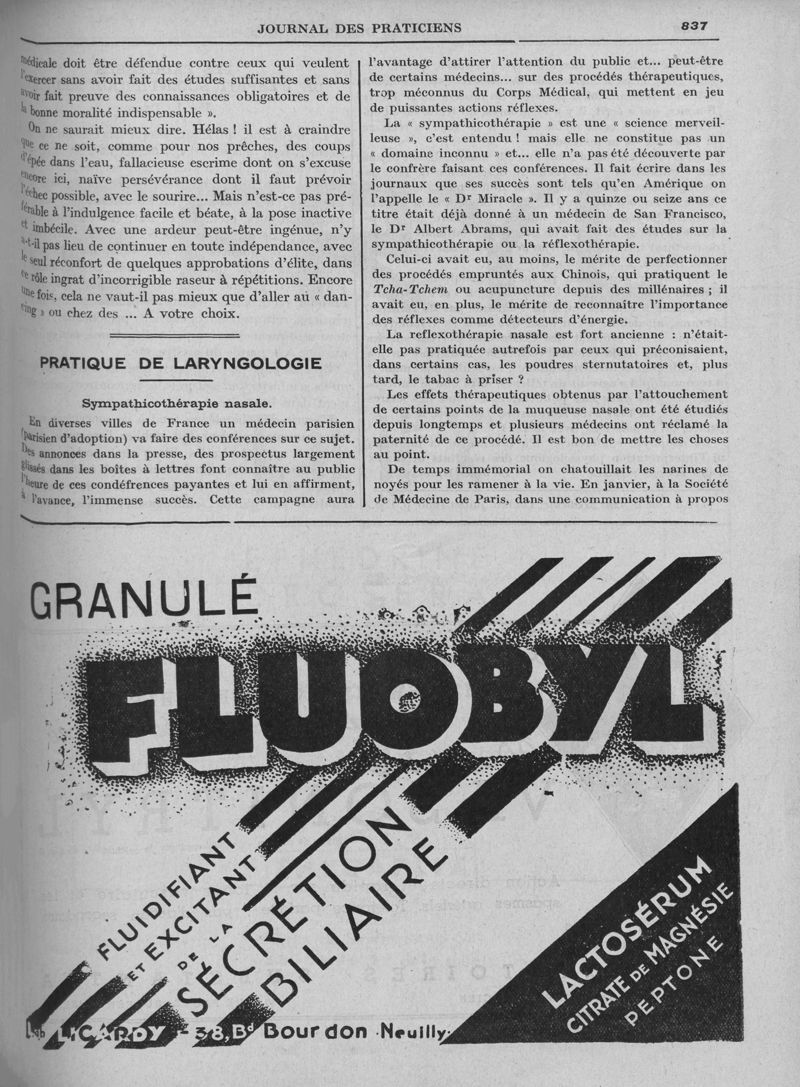 JOURNAL DES PRATICIENS
837
médicale doit être défendue contre ceux qui veulent
l'exercer sans avoir fait des études suffisantes et sans
avoir fait preuve des connaissances obligatoires et de
la bonne moralité indispensable ».
On ne saurait mieux dire. Hélas ! il est à craindre
que ce ne soit, comme pour nos prêches, des coups
d'épée dans l'eau, fallacieuse escrime dont on s'excuse
encore ici, naïve persévérance dont il faut prévoir
l'échec possible, avec le sourire... Mais n'est-ce pas pré-
férable à l'indulgence facile et béate, à la pose inactive
et imbécile. Avec une ardeur peut-être ingénue, n'y
a-t-il pas lieu de continuer en toute indépendance, avec
le seul réconfort de quelques approbations d'élite, dans
ce rôle ingrat d'incorrigible raseur à répétitions. Encore
une fois, cela ne vaut-il pas mieux que d'aller au « dan-
cing » ou chez des ... A votre choix.
PRATIQUE DE LARYNGOLOGIE
Sympathicothérapie nasale.
En diverses villes de France un médecin parisien
(parisien d'adoption) va faire des conférences sur ce sujet.
Des annonces dans la presse, des prospectus largement
glissés dans les boîtes à lettres font connaître au public
l'heure de ces condéfrences payantes et lui en affirment,
à l'avance, l'immense succès. Cette campagne aura
l'avantage d'attirer l'attention du public et... peut-être
de certains médecins... sur des procédés thérapeutiques,
trop méconnus du Corps Médical, qui mettent en jeu
de puissantes actions réflexes.
La « sympathicothérapie » est une « science merveil-
leuse », c'est entendu ! mais elle ne constitue pas un
« domaine inconnu » et... elle n'a pas été découverte par
le confrère faisant ces conférences. Il fait écrire dans les
journaux que ses succès sont tels qu'en Amérique on
l'appelle le « Dr Miracle ». Il y a quinze ou seize ans ce
titre était déjà donné à un médecin de San Francisco,
le Dr Albert Abrams, qui avait fait des études sur la
sympathicothérapie ou la réflexothérapie.
Celui-ci avait eu, au moins, le mérite de perfectionner
des procédés empruntés aux Chinois, qui pratiquent le
Tcha-Tchem ou acupuncture depuis des millénaires ; il
avait eu, en plus, le mérite de reconnaître l'importance
des réflexes comme détecteurs d'énergie.
La reflexothérapie nasale est fort ancienne : n'était-
elle pas pratiquée autrefois par ceux qui préconisaient,
dans certains cas, les poudres sternutatoires et, plus
tard, le tabac à priser ?
Les effets thérapeutiques obtenus par l'attouchement
de certains points de la muqueuse nasale ont été étudiés
depuis longtemps et plusieurs médecins ont réclamé la
paternité de ce procédé. Il est bon de mettre les choses
au point.
De temps immémorial on chatouillait les narines de
noyés pour les ramener à la vie. En janvier, à la Société
de Médecine de Paris, dans une communication à propos
GRANULÉ
FLUOBYL
FLUIDIFIANT
ET EXCITANT
DE LA
SÉCRÉTION
BILIAIRE
LACTOSÉRUM
CITRATE DE MAGNÉSIE
PEPTONE
Lab LICARDY - 38, Bd Bourdon - Neuilly.